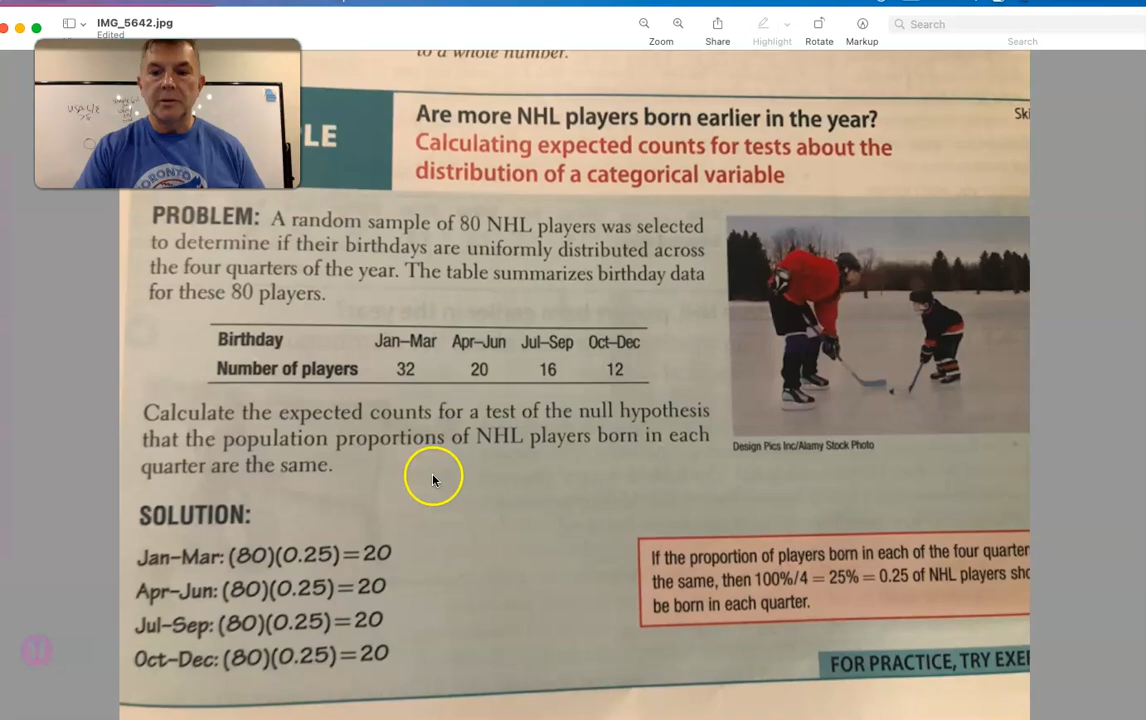 IMG_5642.jpg
Edited
Zoom
Share
Highlight
Rotate
Markup
Search
Search
to a whole number.
LE
Are more NHL players born earlier in the year?
Ski
Calculating expected counts for tests about the
distribution of a categorical variable
PROBLEM: A random sample of 80 NHL players was selected
to determine if their birthdays are uniformly distributed across
the four quarters of the year. The table summarizes birthday data
for these 80 players.
Birthday Jan–Mar Apr–Jun Jul–Sep Oct–Dec
Number of players 32 20 16 12
Design Pics Inc/Alamy Stock Photo
Calculate the expected counts for a test of the null hypothesis
that the population proportions of NHL players born in each
quarter are the same.
SOLUTION:
Jan–Mar: (80)(0.25)=20
Apr–Jun: (80)(0.25)=20
Jul–Sep: (80)(0.25)=20
Oct–Dec: (80)(0.25)=20
If the proportion of players born in each of the four quarter
the same, then 100%/4 = 25% = 0.25 of NHL players sho
be born in each quarter.
FOR PRACTICE, TRY EXER